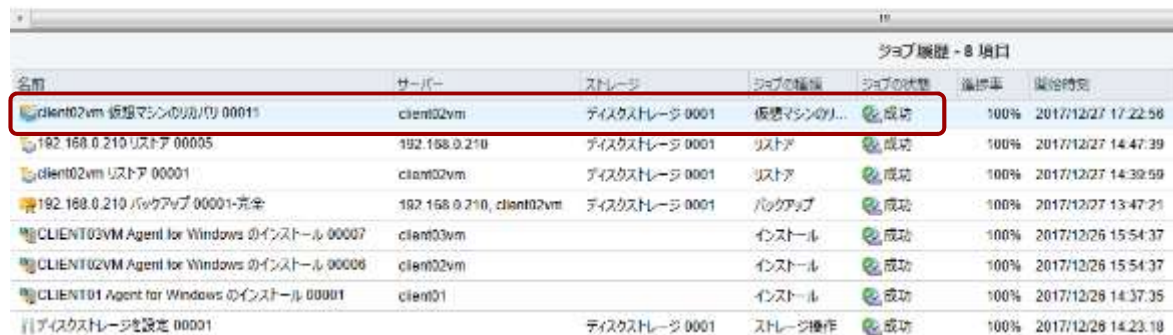 ジョブ履歴 - 8 項目
名前 サーバー ストレージ ジョブの種類 ジョブの状態 進捗率 開始時刻
client02vm 仮想マシンのリカバリ 00011 client02vm ディスクストレージ 0001 仮想マシンのリ... 成功 100% 2017/12/27 17:22:56
192.168.0.210 リストア 00005 192.168.0.210 ディスクストレージ 0001 リストア 成功 100% 2017/12/27 14:47:39
client02vm リストア 00001 client02vm ディスクストレージ 0001 リストア 成功 100% 2017/12/27 14:39:59
192.168.0.210 バックアップ 00001-完全 192.168.0.210, client02vm ディスクストレージ 0001 バックアップ 成功 100% 2017/12/27 13:47:21
CLIENT03VM Agent for Windows のインストール 00007 client03vm インストール 成功 100% 2017/12/26 15:54:37
CLIENT02VM Agent for Windows のインストール 00006 client02vm インストール 成功 100% 2017/12/26 15:54:37
CLIENT01 Agent for Windows のインストール 00001 client01 インストール 成功 100% 2017/12/26 14:37:35
ディスクストレージを設定 00001 ディスクストレージ 0001 ストレージ操作 成功 100% 2017/12/26 14:23:10